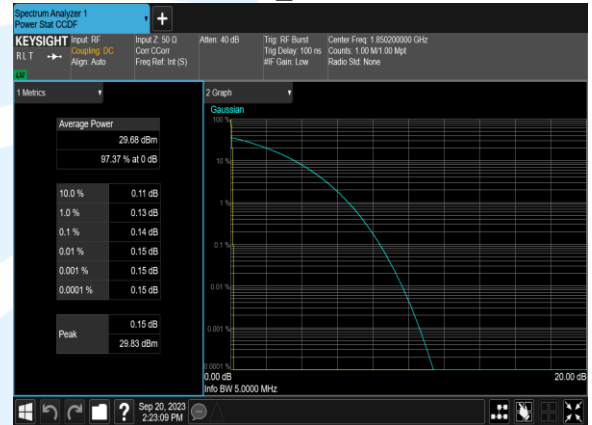 Spectrum Analyzer 1
Power Stat CCDF
KEYSIGHT
RLT
LXI
Input: RF
Coupling: DC
Align: Auto
Input Z: 50 Ω
Corr CCorr
Freq Ref: Int (S)
Atten: 40 dB
Trig: RF Burst
Trig Delay: 100 ns
#IF Gain: Low
Center Freq: 1.850200000 GHz
Counts: 1.00 M/1.00 Mpt
Radio Std: None
1 Metrics
Average Power
29.68 dBm
97.37 % at 0 dB
10.0 % 0.11 dB
1.0 % 0.13 dB
0.1 % 0.14 dB
0.01 % 0.15 dB
0.001 % 0.15 dB
0.0001 % 0.15 dB
Peak
0.15 dB
29.83 dBm
2 Graph
Gaussian
100 %
10 %
1 %
0.1 %
0.01 %
0.001 %
0.0001 %
0.00 dB
20.00 dB
Info BW 5.0000 MHz
?
Sep 20, 2023
2:23:09 PM